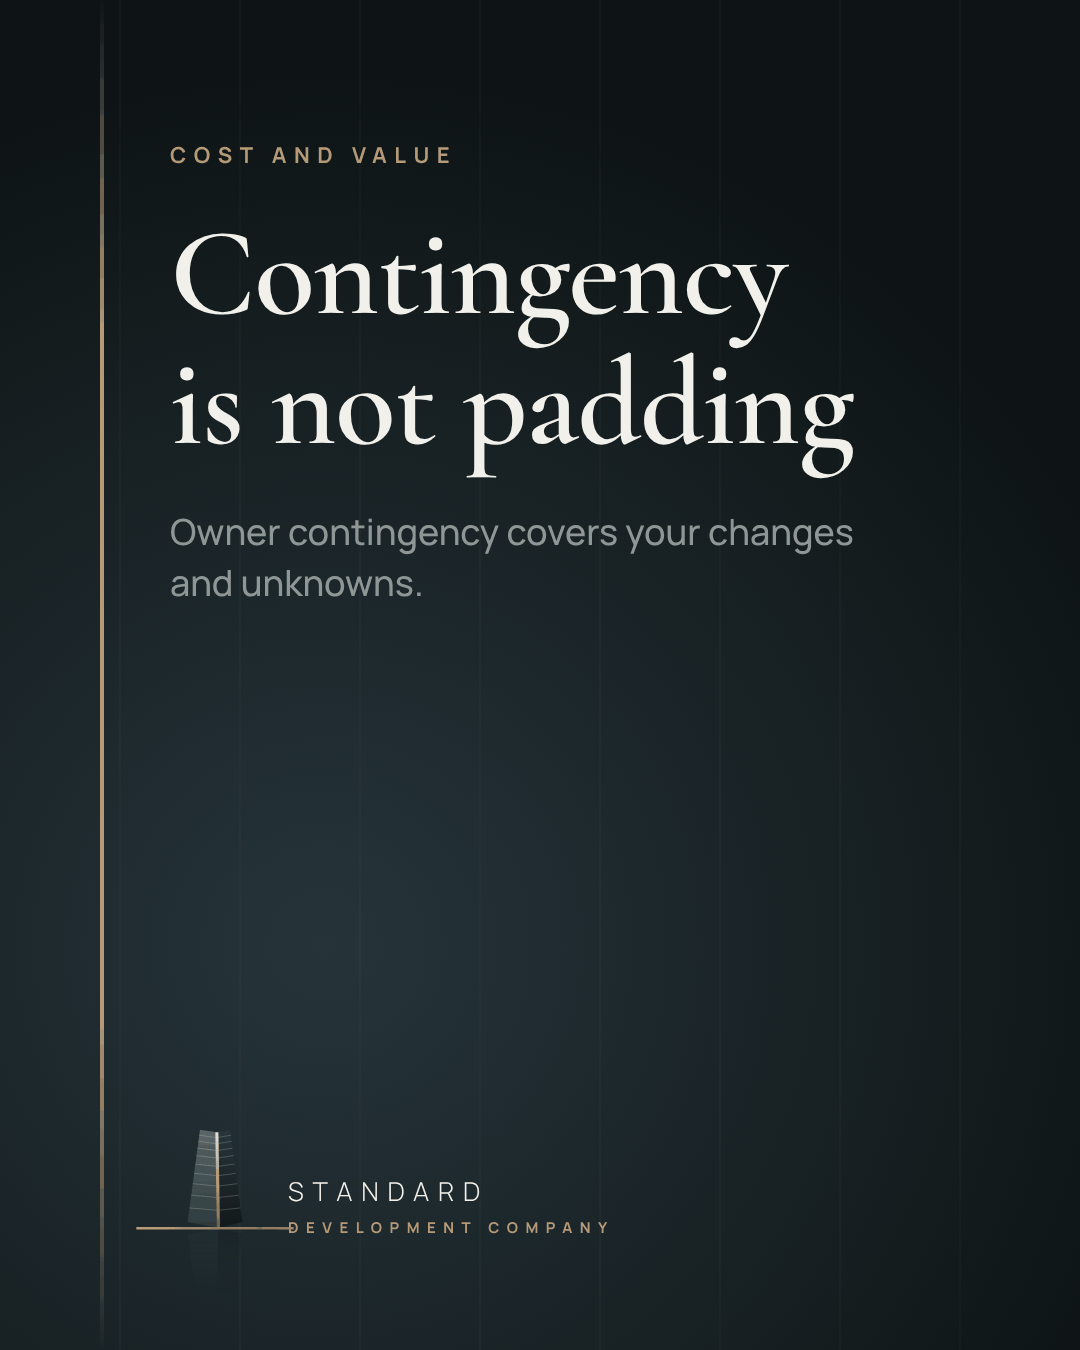 COST AND VALUE
Contingency
is not padding
Owner contingency covers your changes
and unknowns.
STANDARD
DEVELOPMENT COMPANY